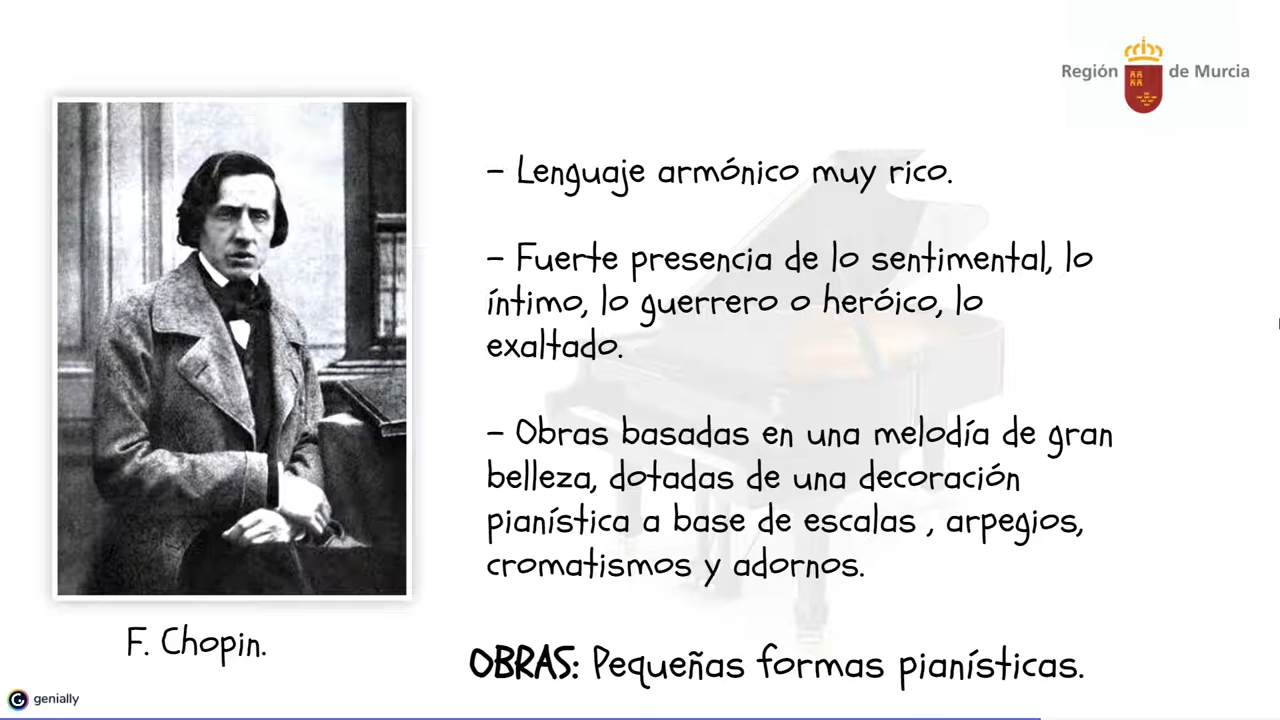 Región de Murcia
– Lenguaje armónico muy rico.
– Fuerte presencia de lo sentimental, lo
íntimo, lo guerrero o heróico, lo
exaltado.
– Obras basadas en una melodía de gran
belleza, dotadas de una decoración
pianística a base de escalas , arpegios,
cromatismos y adornos.
F. Chopin.
OBRAS: Pequeñas formas pianísticas.
genially